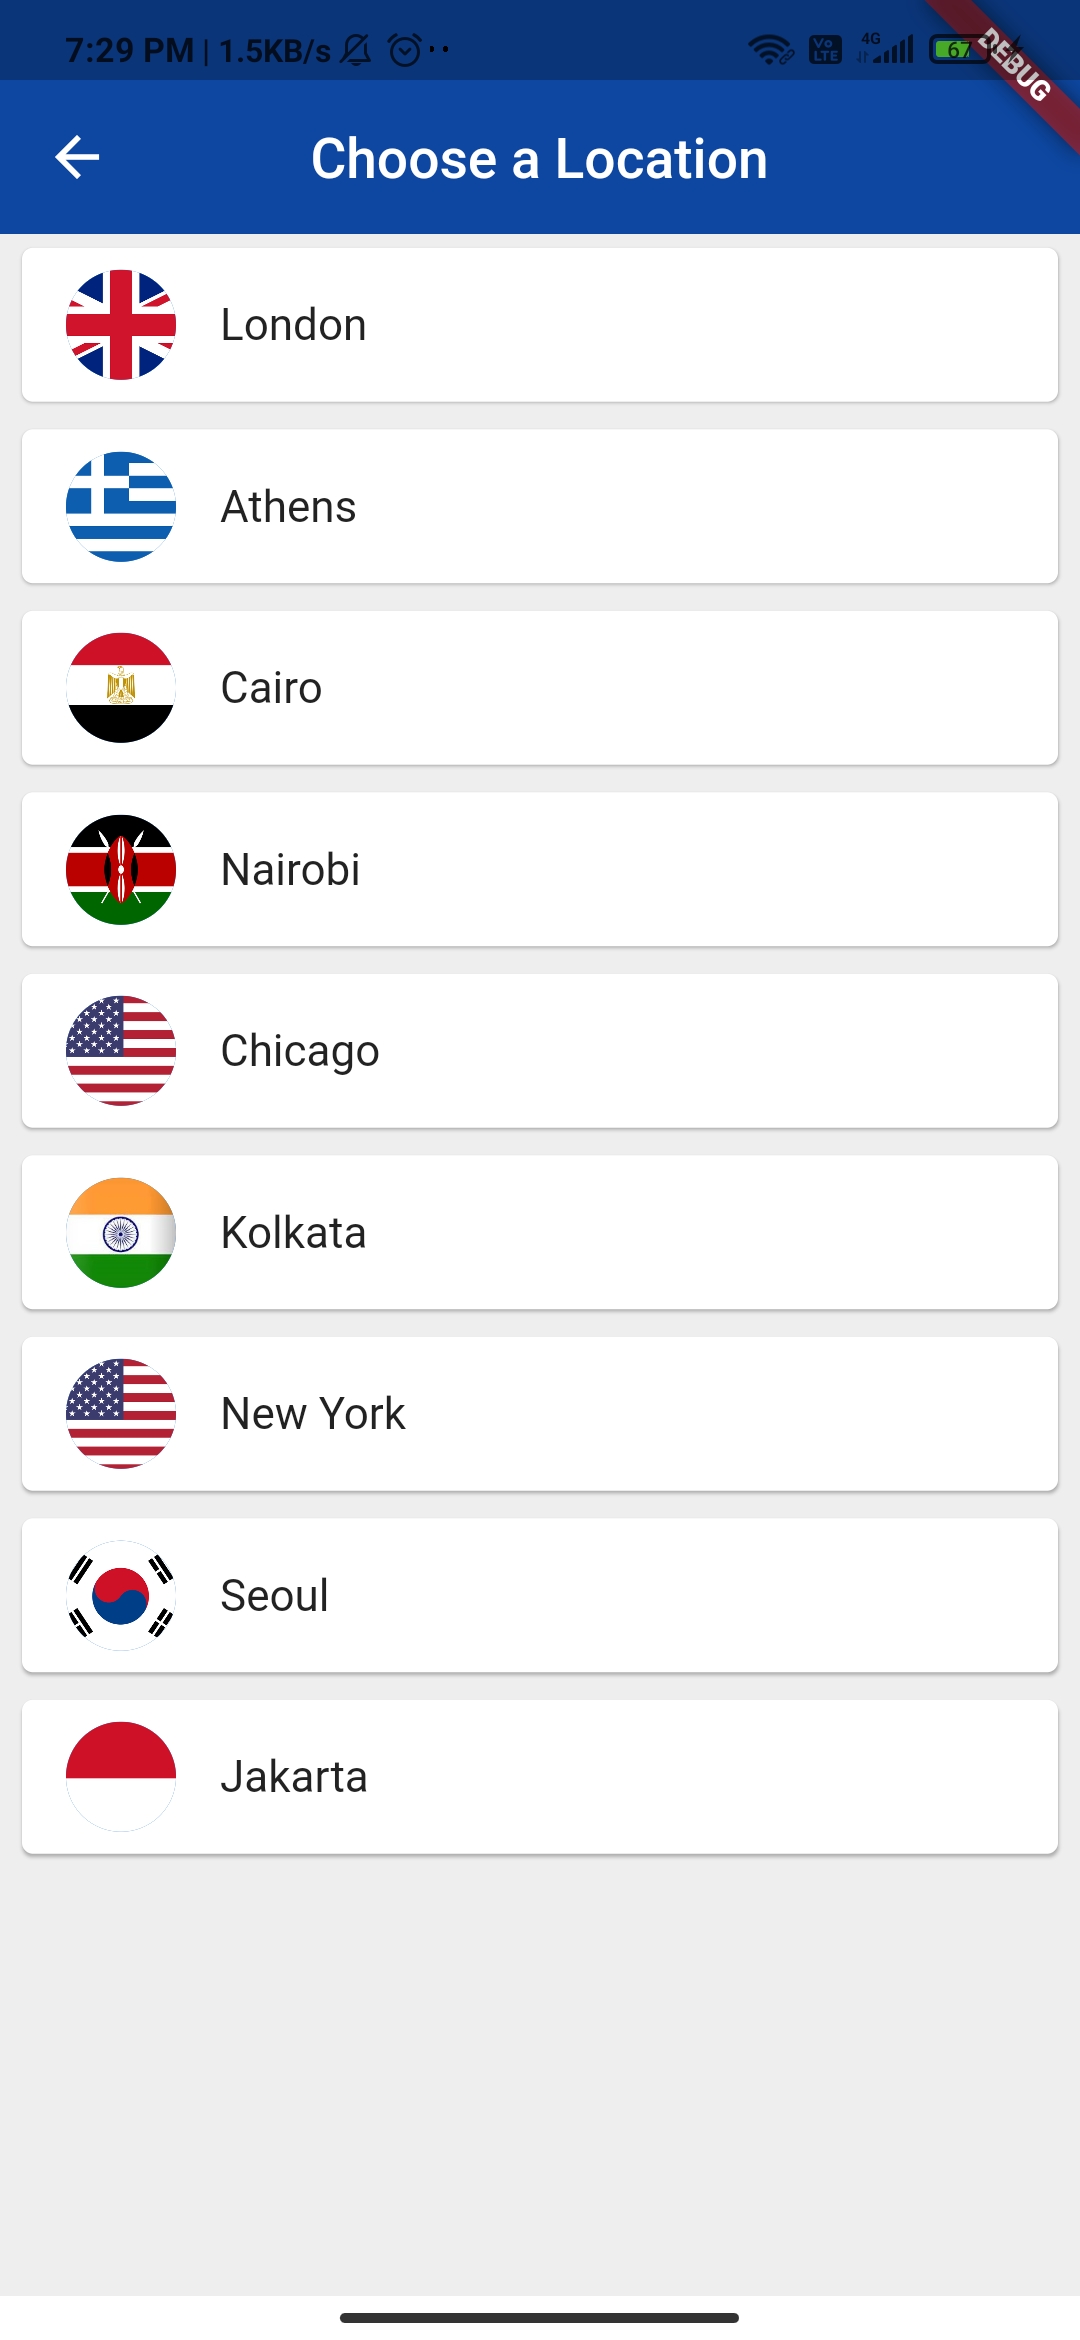 7:29 PM | 1.5KB/s
Vo LTE 4G 67
DEBUG
Choose a Location
London
Athens
Cairo
Nairobi
Chicago
Kolkata
New York
Seoul
Jakarta